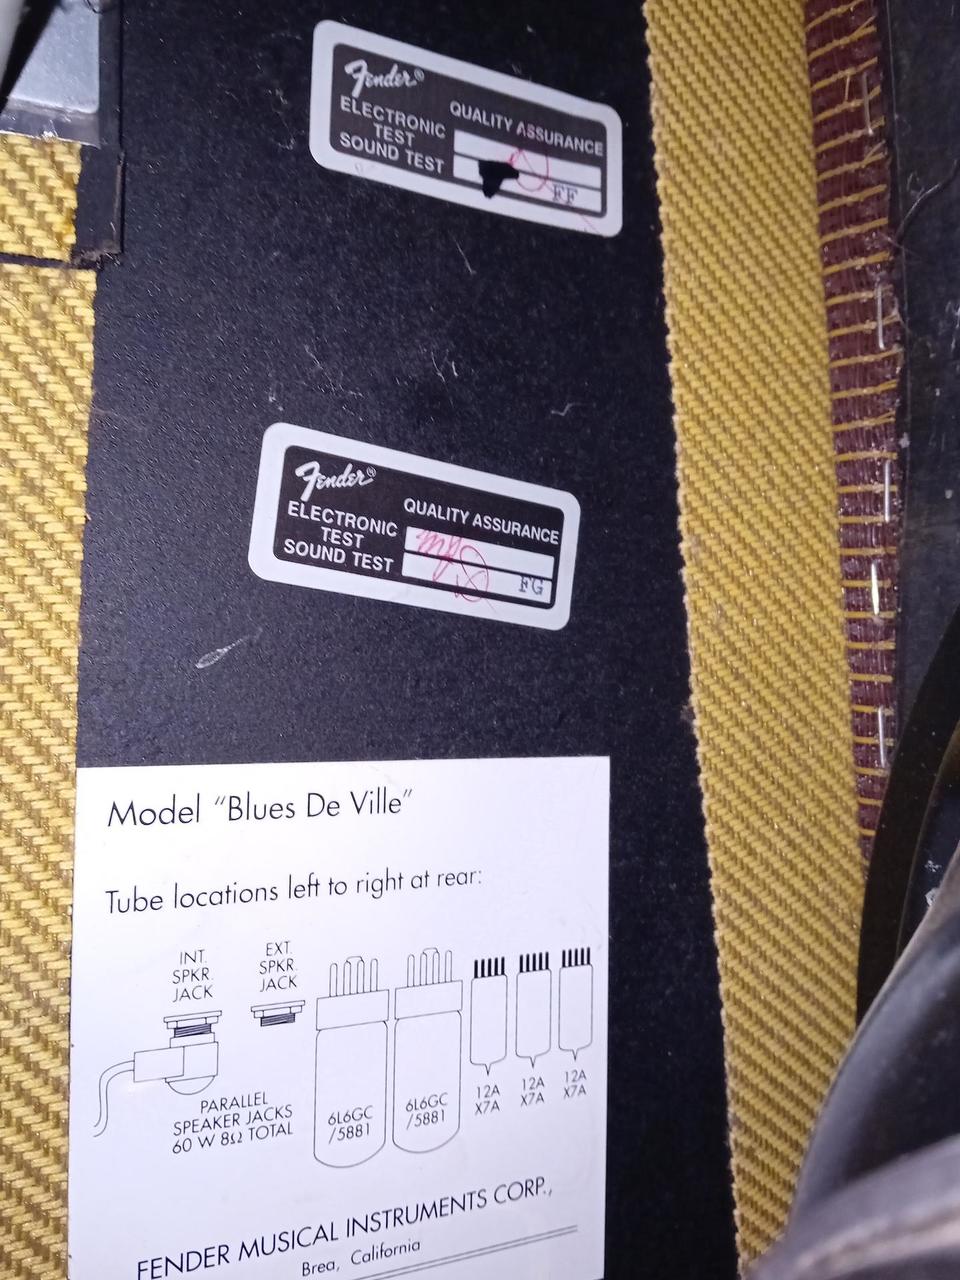 Fender®
QUALITY ASSURANCE
ELECTRONIC
TEST
SOUND TEST
FF
Fender®
QUALITY ASSURANCE
ELECTRONIC
TEST
SOUND TEST
FG
Model "Blues De Ville"
Tube locations left to right at rear:
INT.
SPKR.
JACK
EXT.
SPKR.
JACK
PARALLEL
SPEAKER JACKS
60 W 8Ω TOTAL
6L6GC
/5881
6L6GC
/5881
12A
X7A
12A
X7A
12A
X7A
FENDER MUSICAL INSTRUMENTS CORP.,
Brea, California